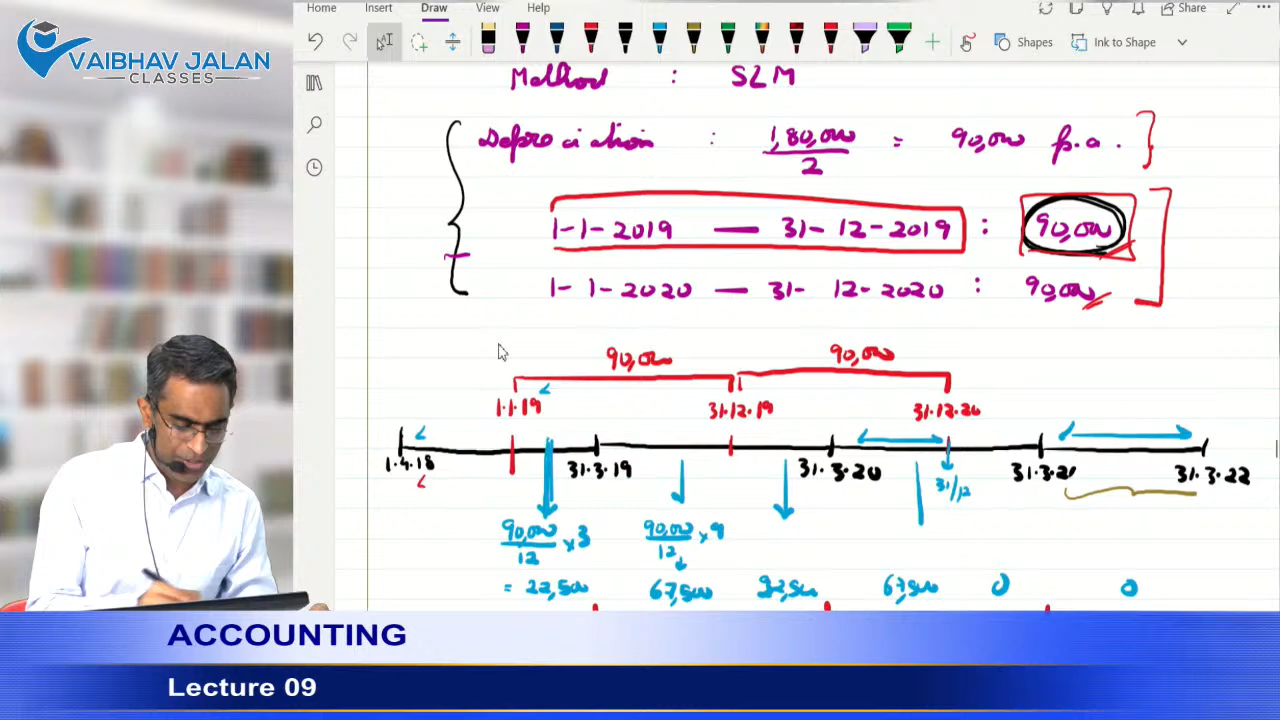 VAIBHAV JALAN
CLASSES
Home Insert Draw View Help
Share
Shapes
Ink to Shape
Method : SLM
Depreciation : 1,80,000 / 2 = 90,000 p.a.
1-1-2019 — 31-12-2019 : 90,000
1-1-2020 — 31-12-2020 : 90,000
90,000 90,000
1.1.19 31.12.19 31.12.20
1.4.18 31.3.19 31.3.20 31/12 31.3.21 31.3.22
90,000 / 12 × 3 90,000 / 12 × 9
= 22,500 67,500 22,500 67,500 0 0
ACCOUNTING
Lecture 09